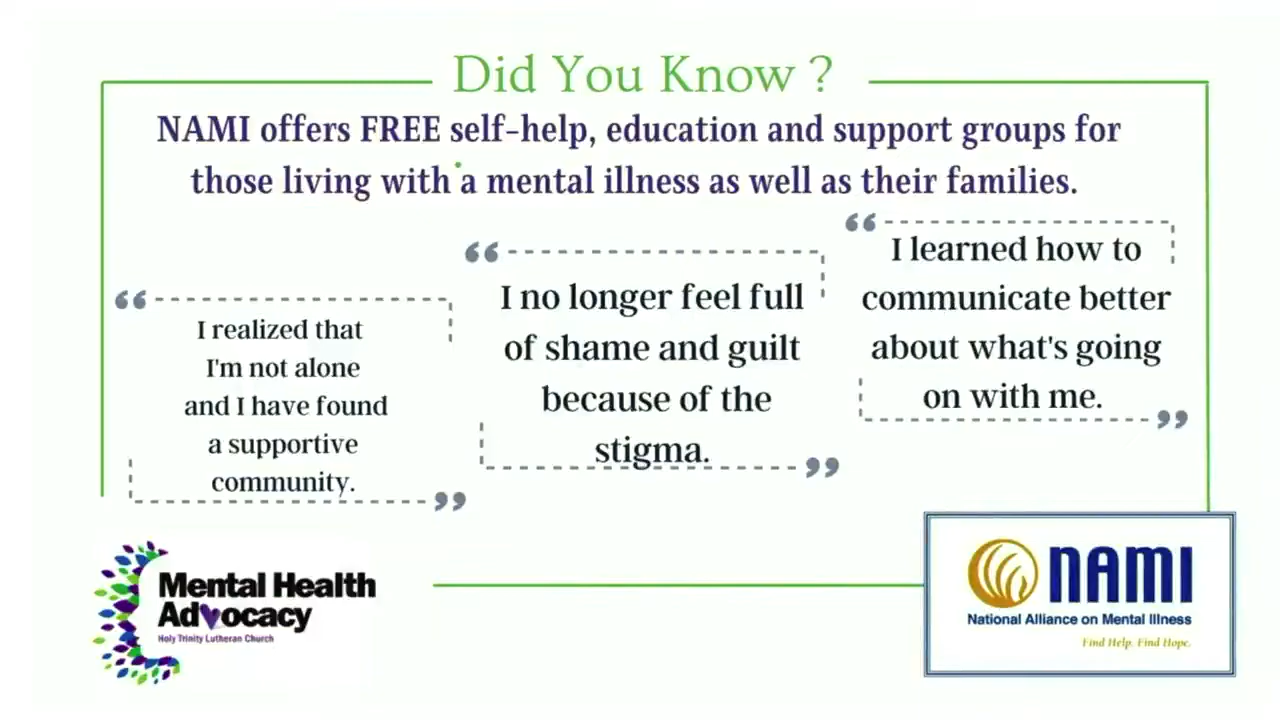 Did You Know ?
NAMI offers FREE self-help, education and support groups for
those living with a mental illness as well as their families.
I realized that
I'm not alone
and I have found
a supportive
community.
I no longer feel full
of shame and guilt
because of the
stigma.
I learned how to
communicate better
about what's going
on with me.
Mental Health
Advocacy
Holy Trinity Lutheran Church
NAMI
National Alliance on Mental Illness
Find Help. Find Hope.